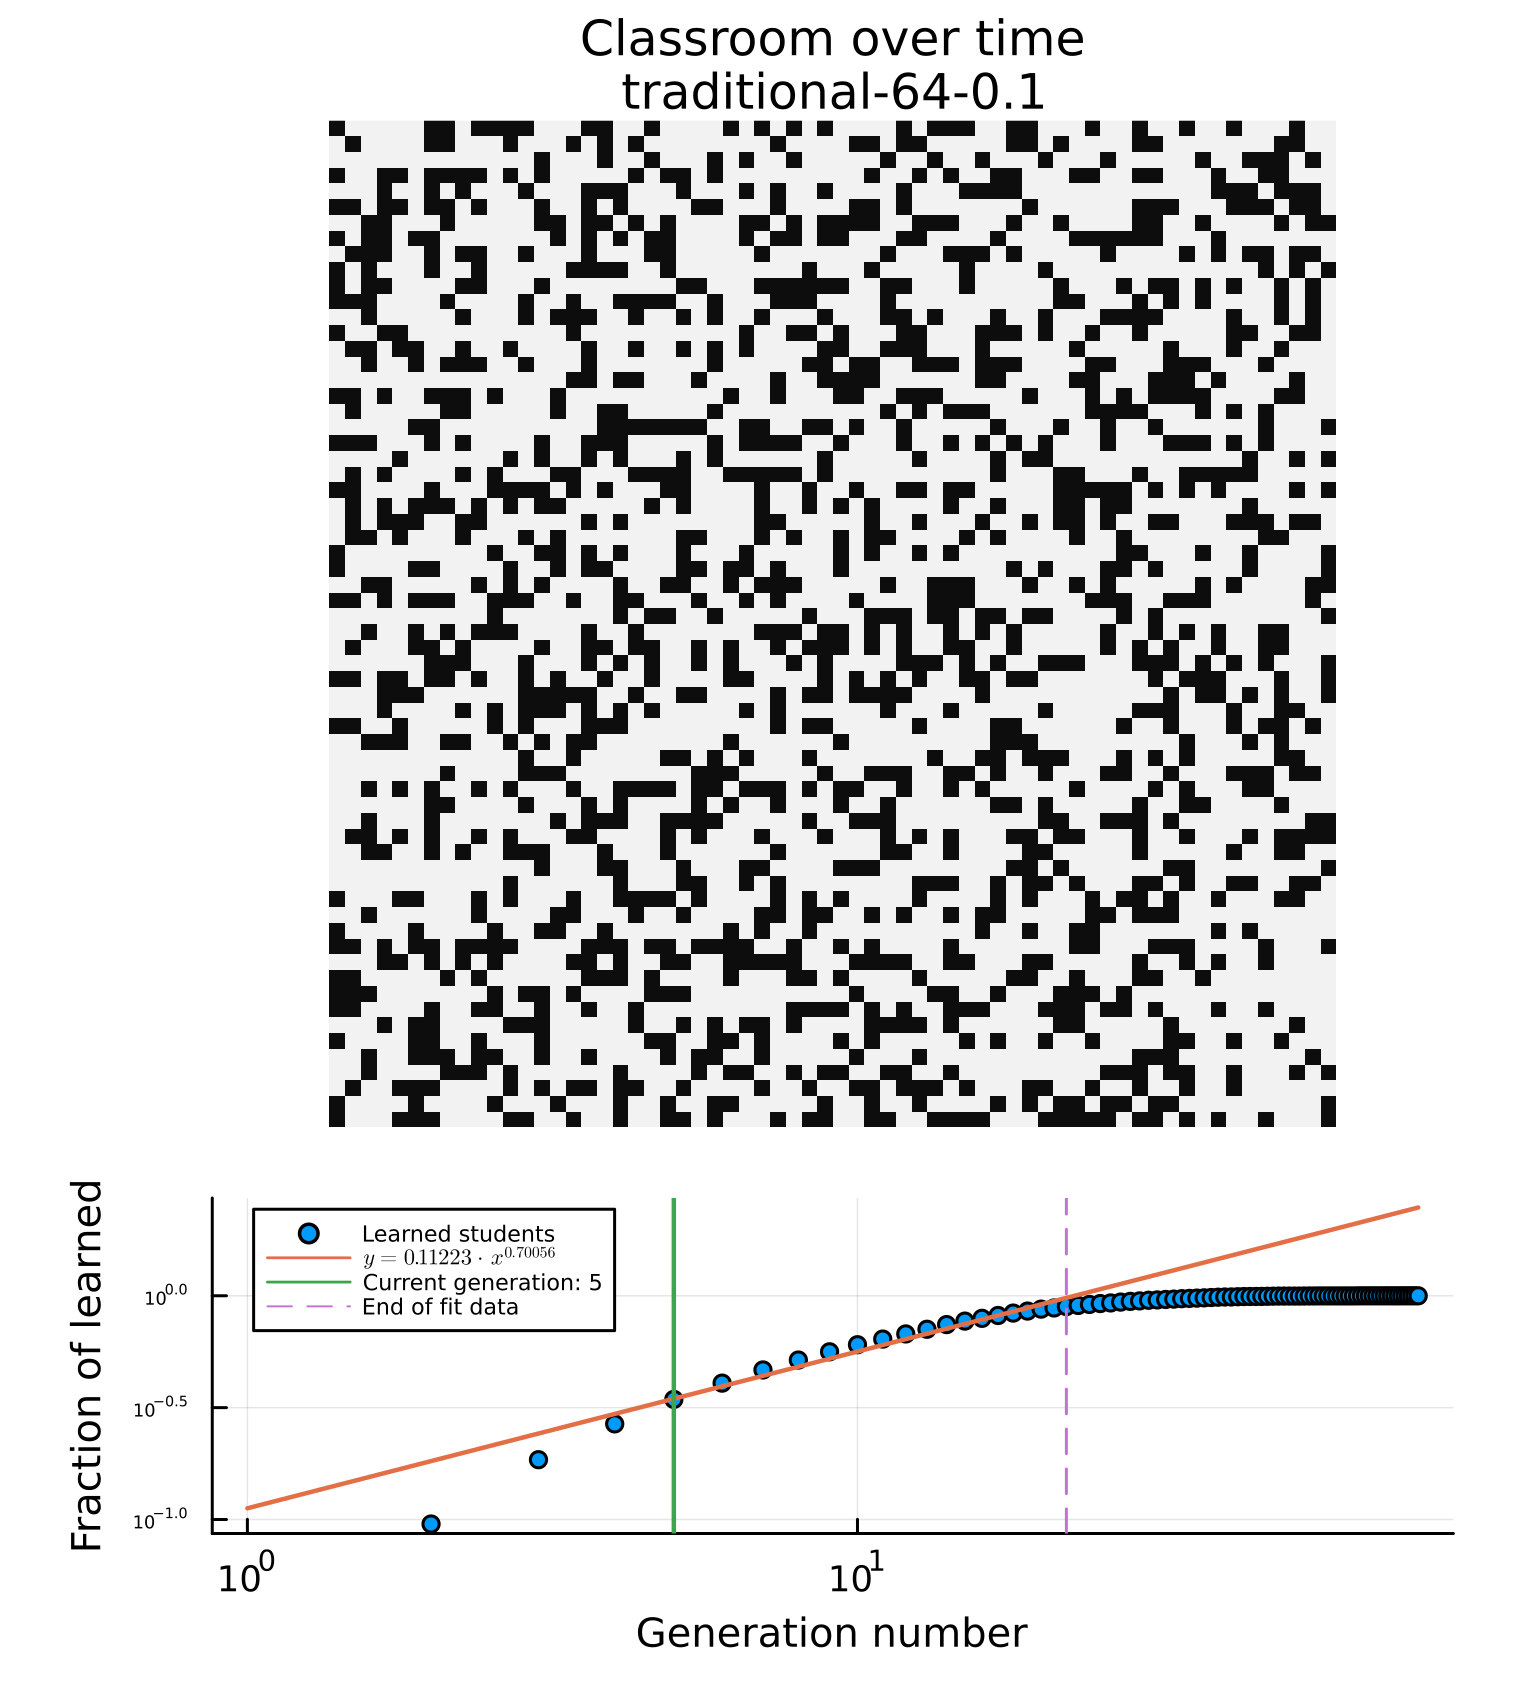 Classroom over time
traditional-64-0.1
Fraction of learned
Learned students
y = 0.11223 · x^0.70056
Current generation: 5
End of fit data
10^0.0
10^−0.5
10^−1.0
10^0
10^1
Generation number